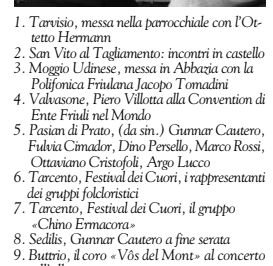 1. Tarvisio, messa nella parrocchiale con l'Ot-
tetto Hermann
2. San Vito al Tagliamento: incontri in castello
3. Moggio Udinese, messa in Abbazia con la
Polifonica Friulana Jacopo Tomadini
4. Valvasone, Piero Villotta alla Convention di
Ente Friuli nel Mondo
5. Pasian di Prato, (da sin.) Gunnar Cautero,
Fulvia Cimador, Dino Persello, Marco Rossi,
Ottaviano Cristofoli, Argo Lucco
6. Tarcento, Festival dei Cuori, i rappresentanti
dei gruppi folcloristici
7. Tarcento, Festival dei Cuori, il gruppo
«Chino Ermacora»
8. Sedilis, Gunnar Cautero a fine serata
9. Buttrio, il coro «Vôs del Mont» al concerto